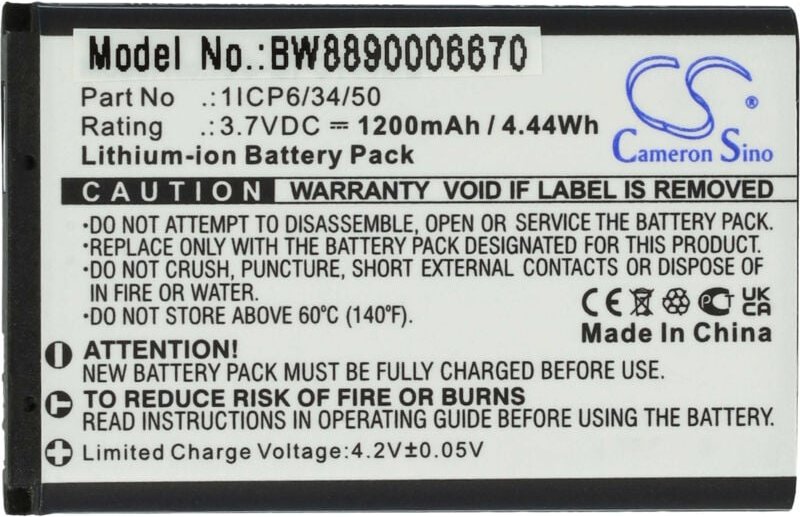 Model No.:BW8890006670
Part No .:1ICP6/34/50
Rating .:3.7VDC ⎓ 1200mAh / 4.44Wh
Lithium-ion Battery Pack
CS
Cameron Sino
CAUTION WARRANTY VOID IF LABEL IS REMOVED
•DO NOT ATTEMPT TO DISASSEMBLE, OPEN OR SERVICE THE BATTERY PACK.
•REPLACE ONLY WITH THE BATTERY PACK DESIGNATED FOR THIS PRODUCT.
•DO NOT CRUSH, PUNCTURE, SHORT EXTERNAL CONTACTS OR DISPOSE OF
IN FIRE OR WATER.
•DO NOT STORE ABOVE 60°C (140°F).
CE PCT UKCA
Made In China
ATTENTION!
NEW BATTERY PACK MUST BE FULLY CHARGED BEFORE USE.
TO REDUCE RISK OF FIRE OR BURNS
READ INSTRUCTIONS IN OPERATING GUIDE BEFORE USING THE BATTERY.
Limited Charge Voltage:4.2V±0.05V